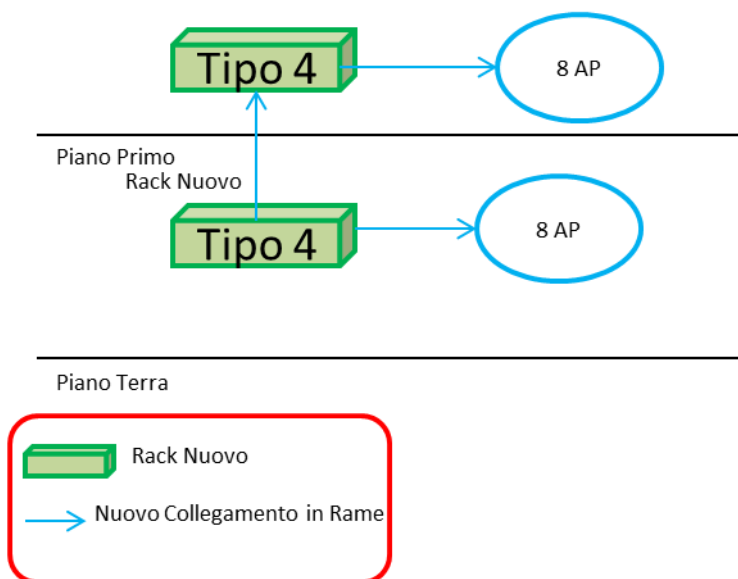 Tipo 4
8 AP
Piano Primo
Rack Nuovo
Tipo 4
8 AP
Piano Terra
Rack Nuovo
Nuovo Collegamento in Rame